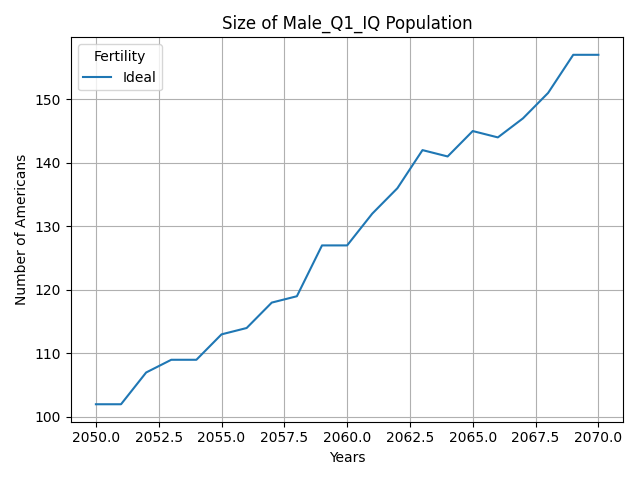 Size of Male_Q1_IQ Population
Fertility
Ideal
Number of Americans
150
140
130
120
110
100
2050.0 2052.5 2055.0 2057.5 2060.0 2062.5 2065.0 2067.5 2070.0
Years